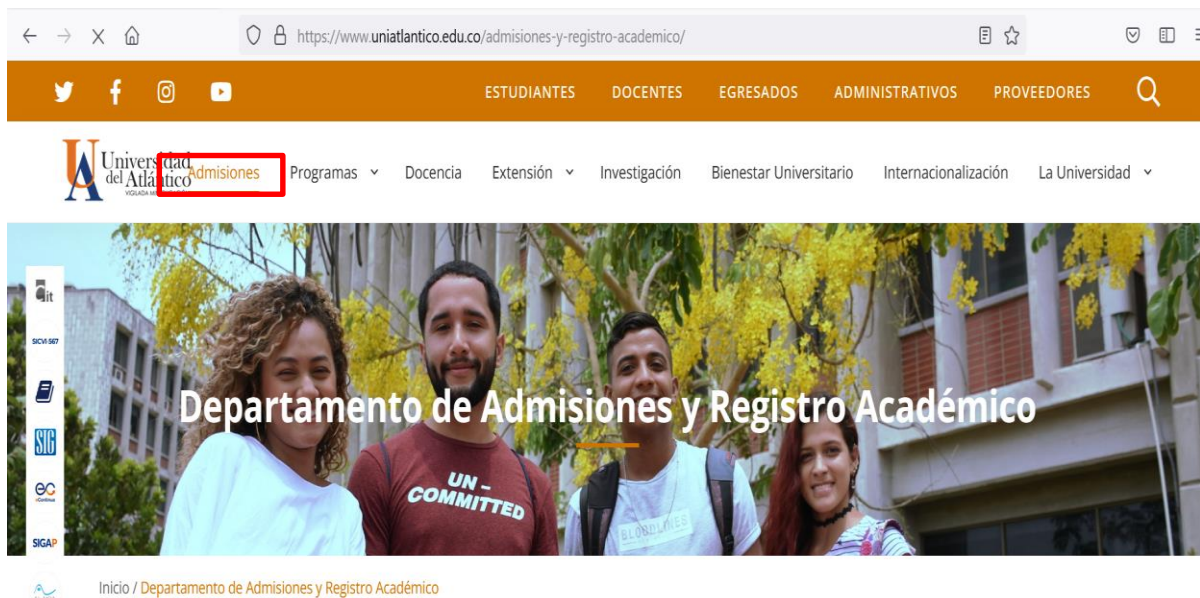 https://www.uniatlantico.edu.co/admisiones-y-registro-academico/
ESTUDIANTES DOCENTES EGRESADOS ADMINISTRATIVOS PROVEEDORES
Universidad
del Atlántico
Admisiones Programas Docencia Extensión Investigación Bienestar Universitario Internacionalización La Universidad
ait
SICVI-567
SIG
SIGAP
Departamento de Admisiones y Registro Académico
UN -
COMMITTED
BLOODLINES
Inicio / Departamento de Admisiones y Registro Académico